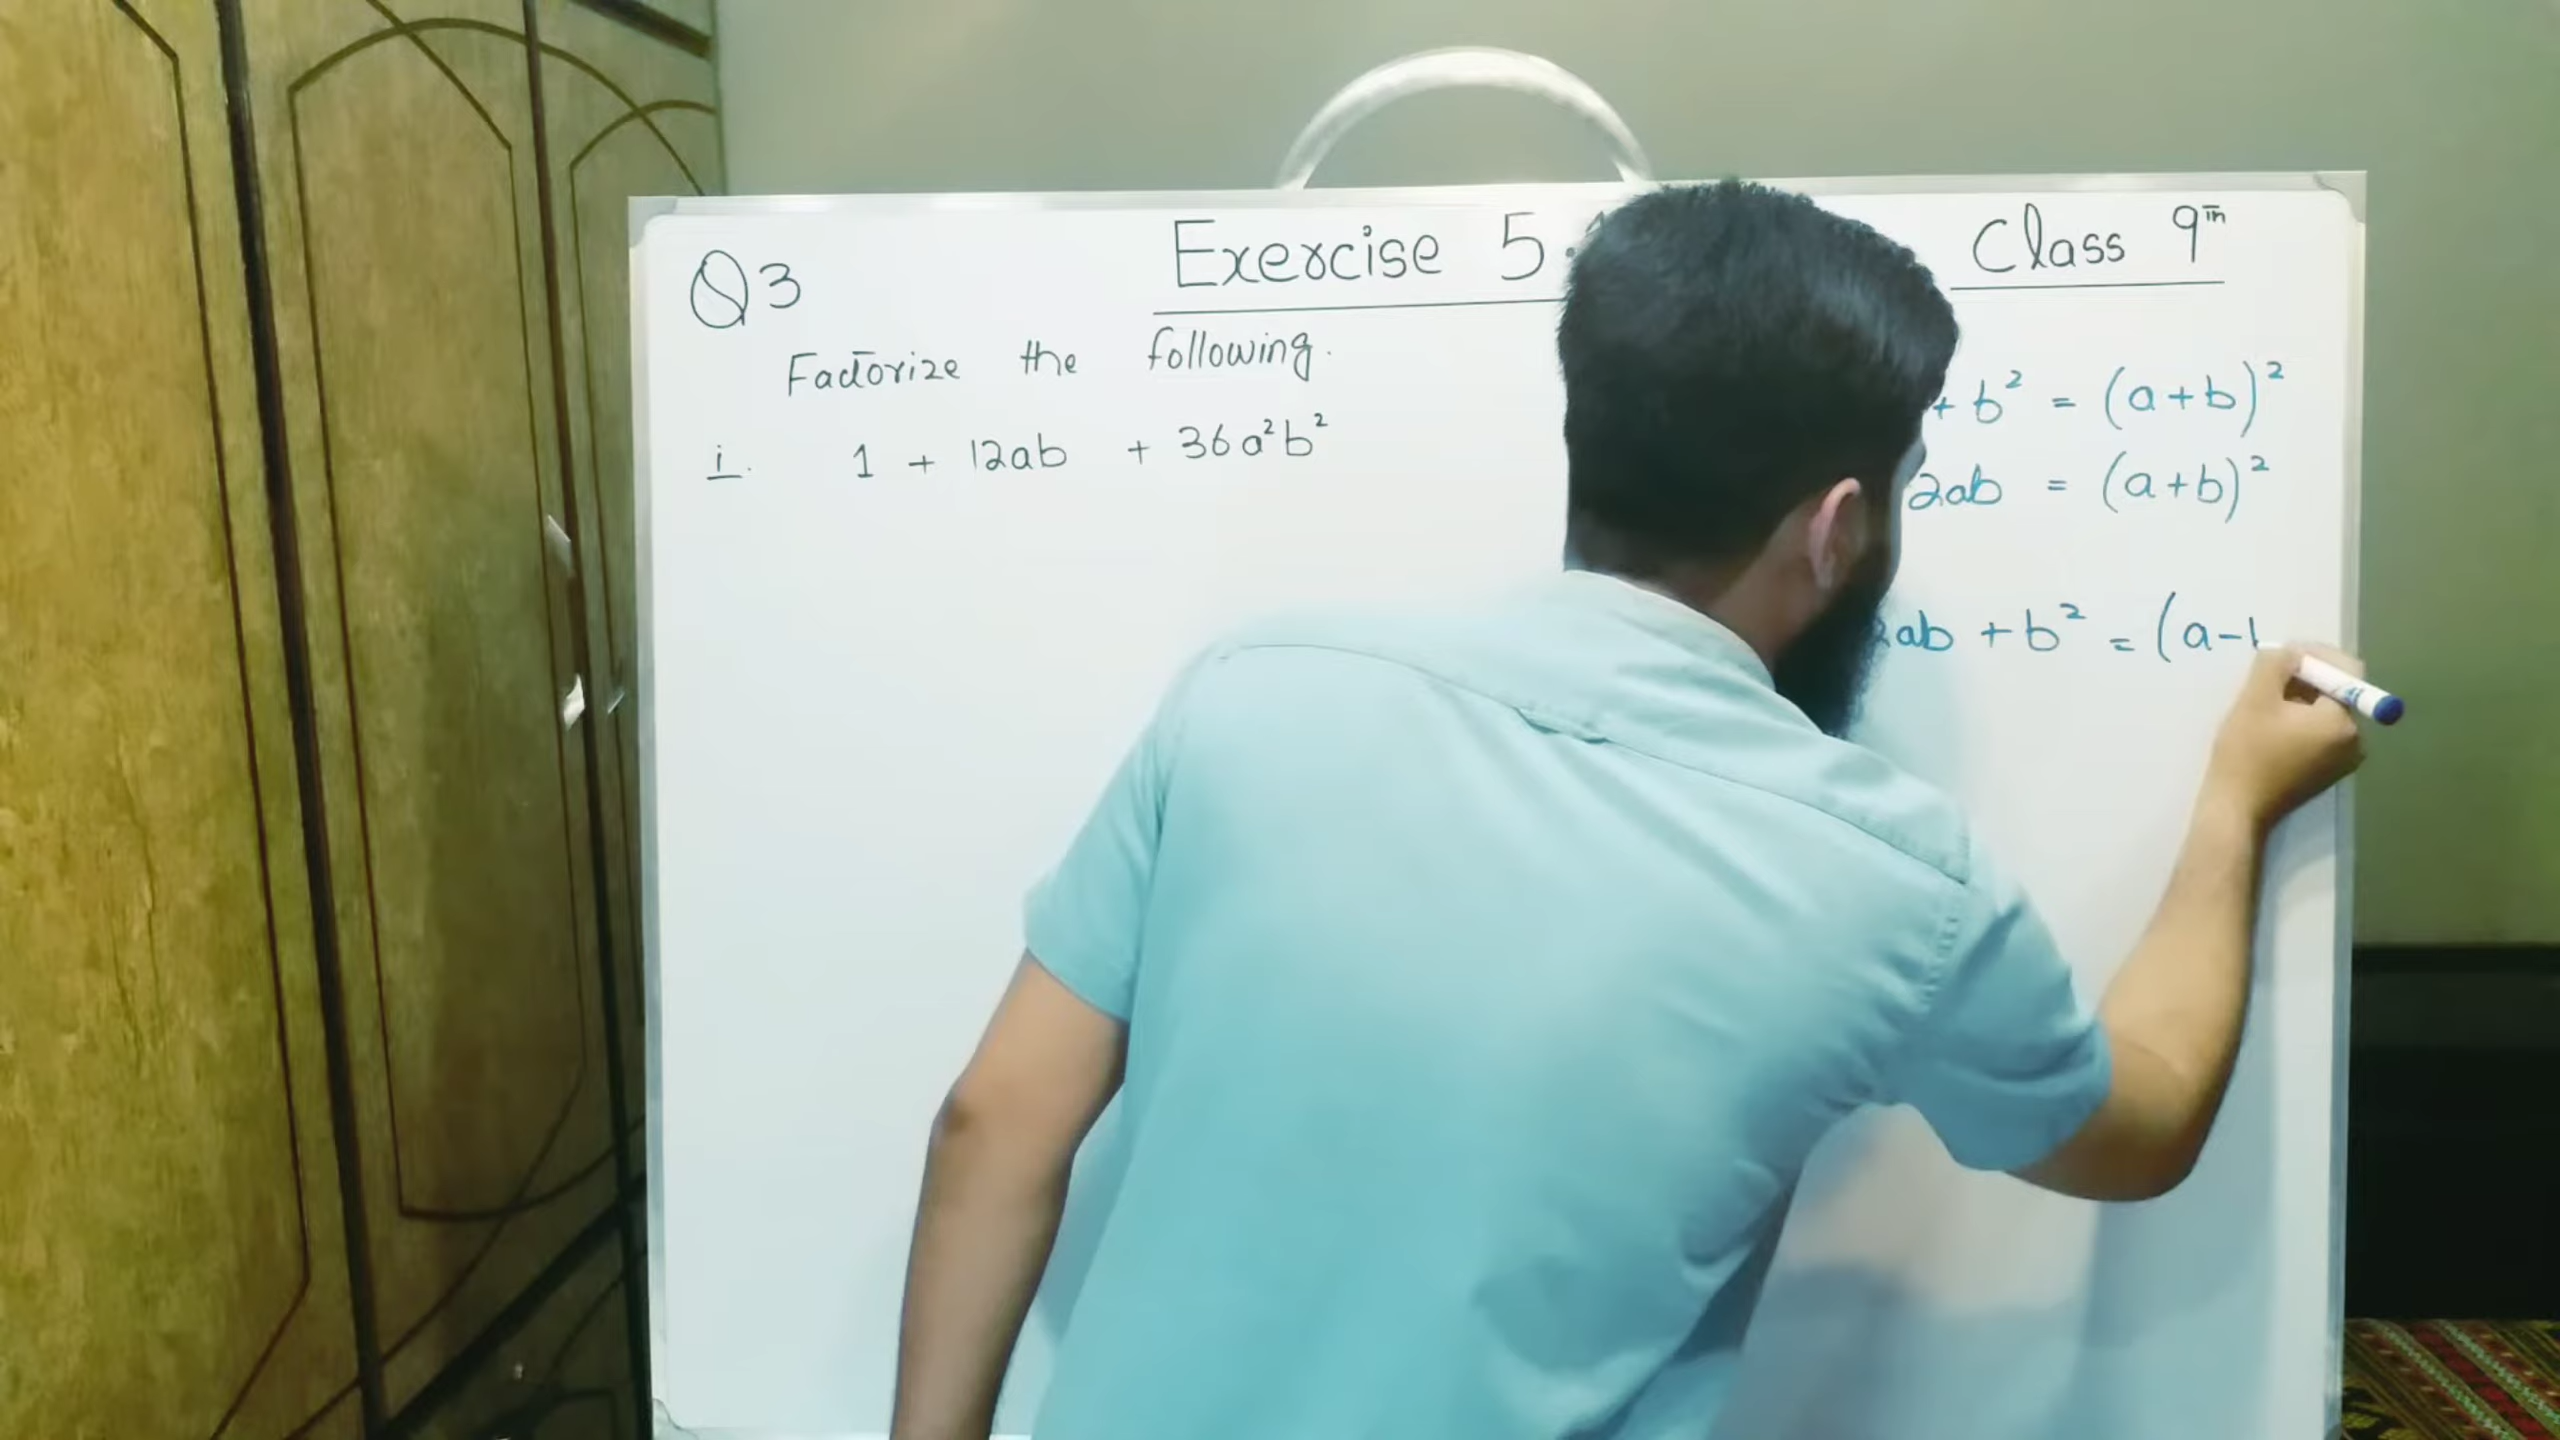 Exercise 5.
Class 9th
Q3
Factorize the following.
i. 1 + 12ab + 36a²b²
+ b² = (a+b)²
2ab = (a+b)²
2ab + b² = (a-